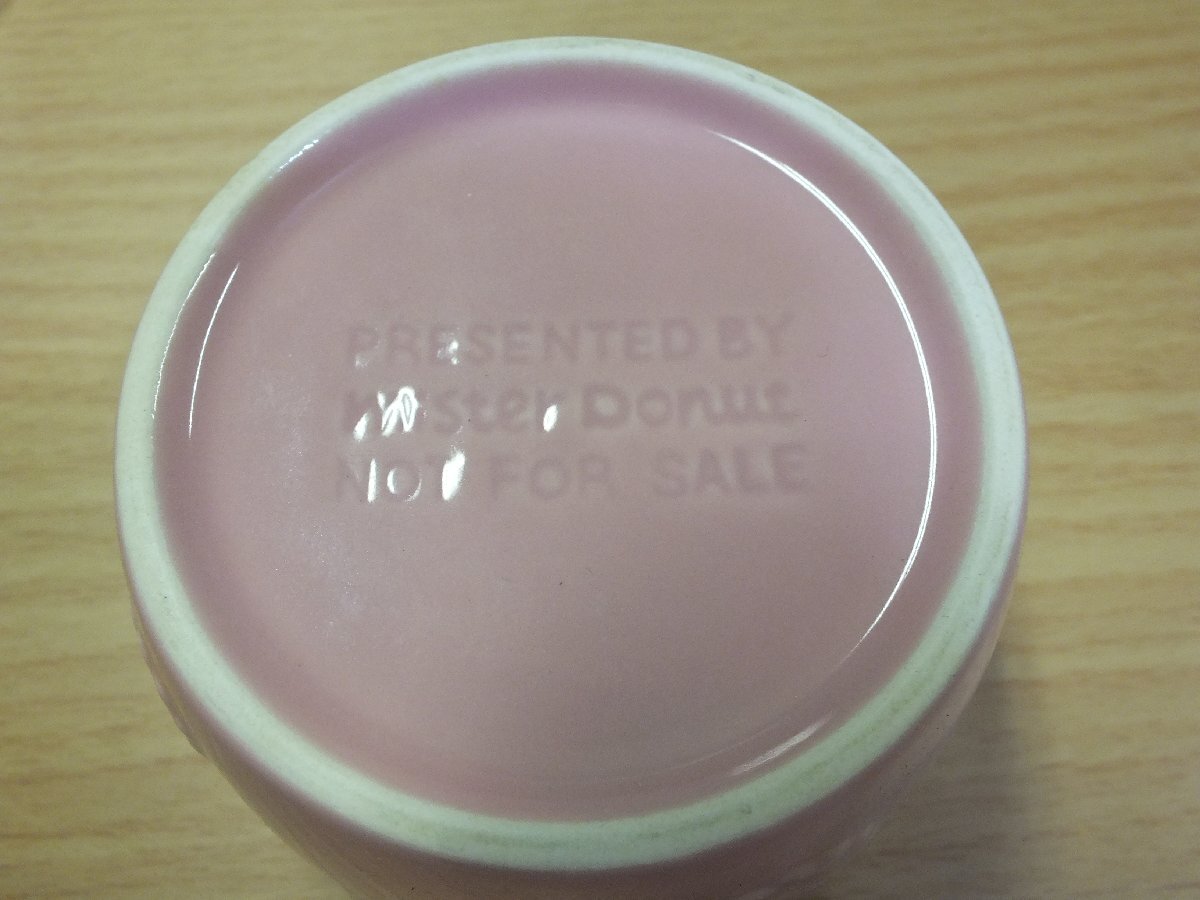 PRESENTED BY
Mister Donut
NOT FOR SALE